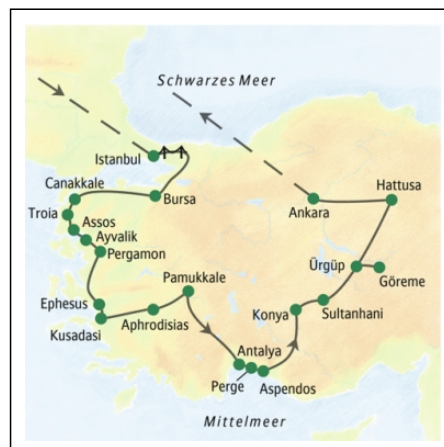 Schwarzes Meer
Istanbul
Canakkale
Bursa
Troia
Assos
Ayvalik
Pergamon
Ankara
Hattusa
Ürgüp
Göreme
Pamukkale
Ephesus
Kusadasi
Aphrodisias
Konya
Sultanhani
Antalya
Perge
Aspendos
Mittelmeer